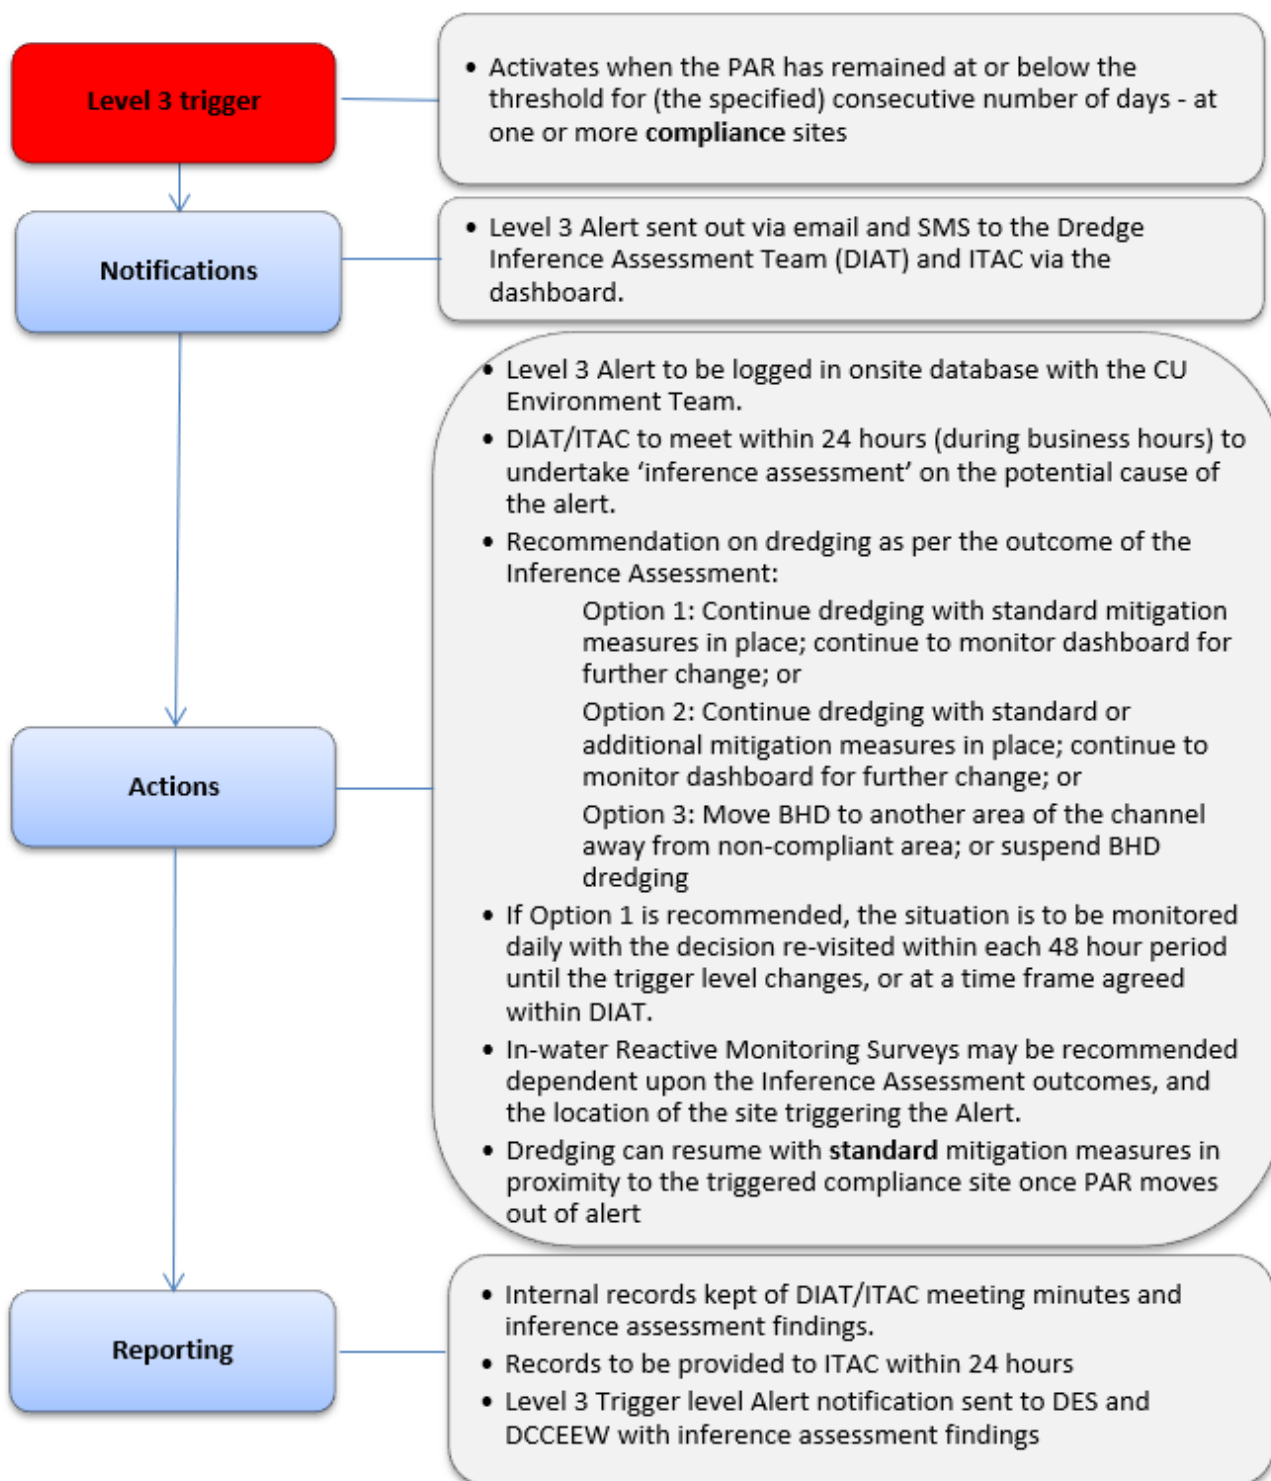 Level 3 trigger
• Activates when the PAR has remained at or below the
threshold for (the specified) consecutive number of days - at
one or more compliance sites
Notifications
• Level 3 Alert sent out via email and SMS to the Dredge
Inference Assessment Team (DIAT) and ITAC via the
dashboard.
Actions
• Level 3 Alert to be logged in onsite database with the CU
Environment Team.
• DIAT/ITAC to meet within 24 hours (during business hours) to
undertake ‘inference assessment’ on the potential cause of
the alert.
• Recommendation on dredging as per the outcome of the
Inference Assessment:
Option 1: Continue dredging with standard mitigation
measures in place; continue to monitor dashboard for
further change; or
Option 2: Continue dredging with standard or
additional mitigation measures in place; continue to
monitor dashboard for further change; or
Option 3: Move BHD to another area of the channel
away from non-compliant area; or suspend BHD
dredging
• If Option 1 is recommended, the situation is to be monitored
daily with the decision re-visited within each 48 hour period
until the trigger level changes, or at a time frame agreed
within DIAT.
• In-water Reactive Monitoring Surveys may be recommended
dependent upon the Inference Assessment outcomes, and
the location of the site triggering the Alert.
• Dredging can resume with standard mitigation measures in
proximity to the triggered compliance site once PAR moves
out of alert
Reporting
• Internal records kept of DIAT/ITAC meeting minutes and
inference assessment findings.
• Records to be provided to ITAC within 24 hours
• Level 3 Trigger level Alert notification sent to DES and
DCCEEW with inference assessment findings